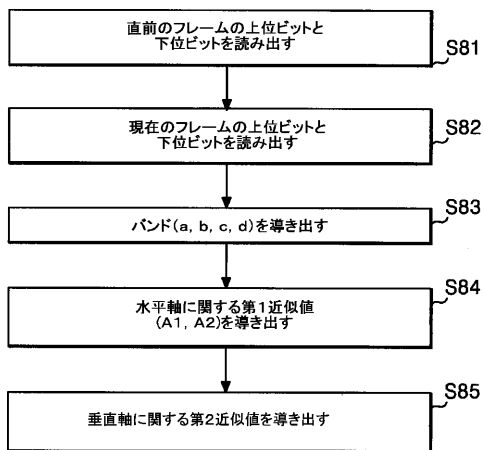 直前のフレームの上位ビットと
下位ビットを読み出す
S81
現在のフレームの上位ビットと
下位ビットを読み出す
S82
バンド(a, b, c, d)を導き出す
S83
水平軸に関する第1近似値
(A1, A2)を導き出す
S84
垂直軸に関する第2近似値を導き出す
S85